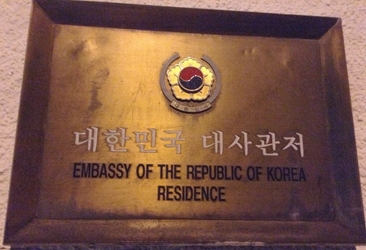 대한민국 대사관저
EMBASSY OF THE REPUBLIC OF KOREA
RESIDENCE